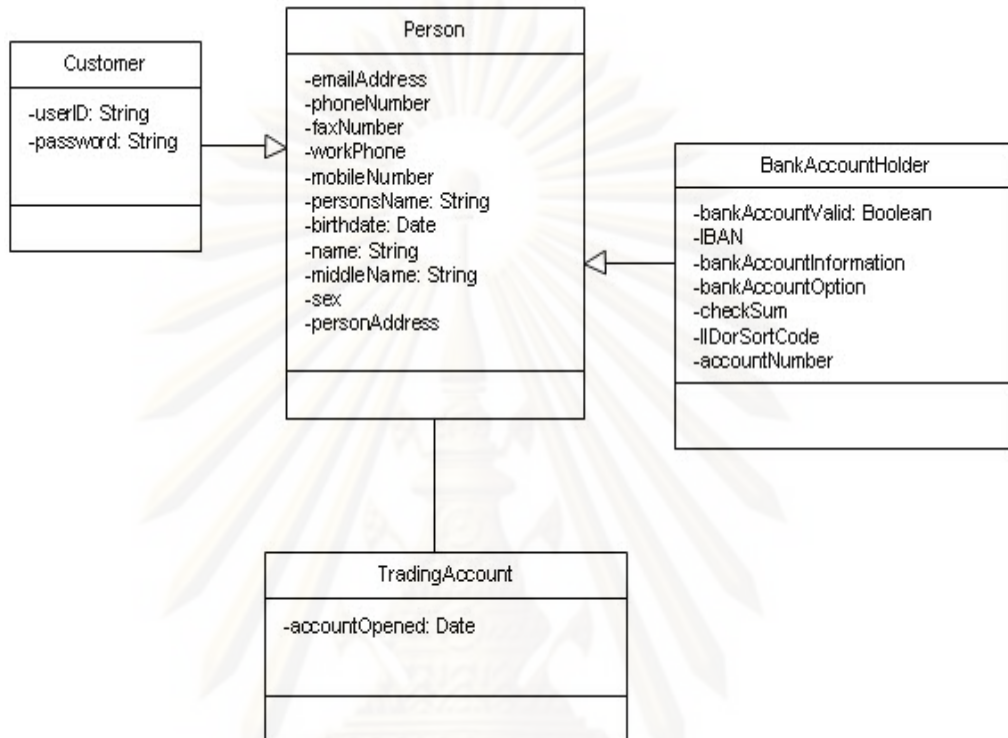 Customer
-userID: String
-password: String
Person
-emailAddress
-phoneNumber
-faxNumber
-workPhone
-mobileNumber
-personsName: String
-birthdate: Date
-name: String
-middleName: String
-sex
-personAddress
BankAccountHolder
-bankAccountValid: Boolean
-IBAN
-bankAccountInformation
-bankAccountOption
-checkSum
-IIDorSortCode
-accountNumber
TradingAccount
-accountOpened: Date